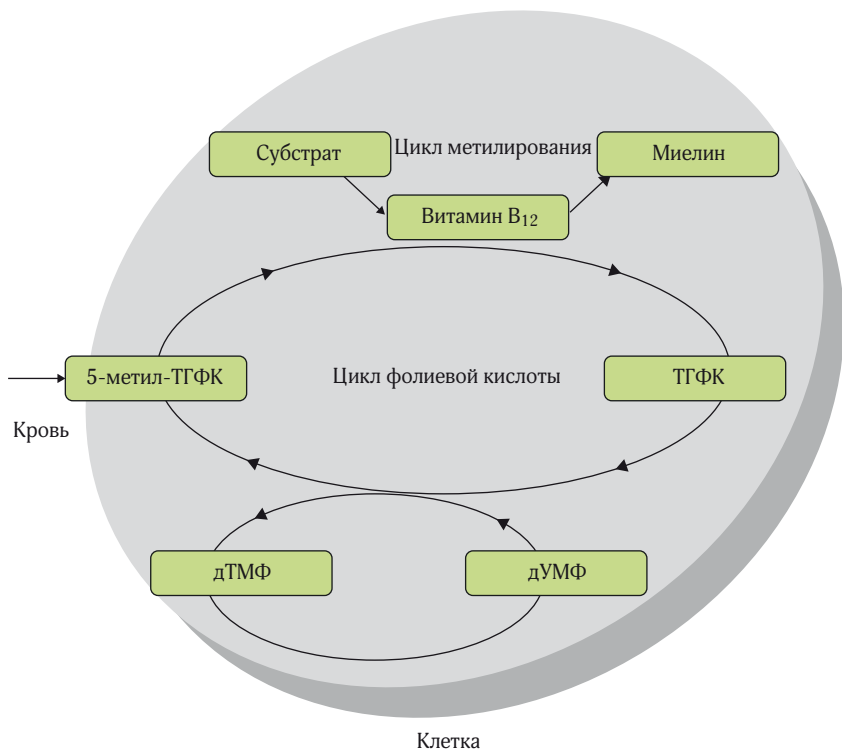 Субстрат
Цикл метилирования
Миелин
Витамин B₁₂
5-метил-ТГФК
Цикл фолиевой кислоты
ТГФК
Кровь
дТМФ
дУМФ
Клетка